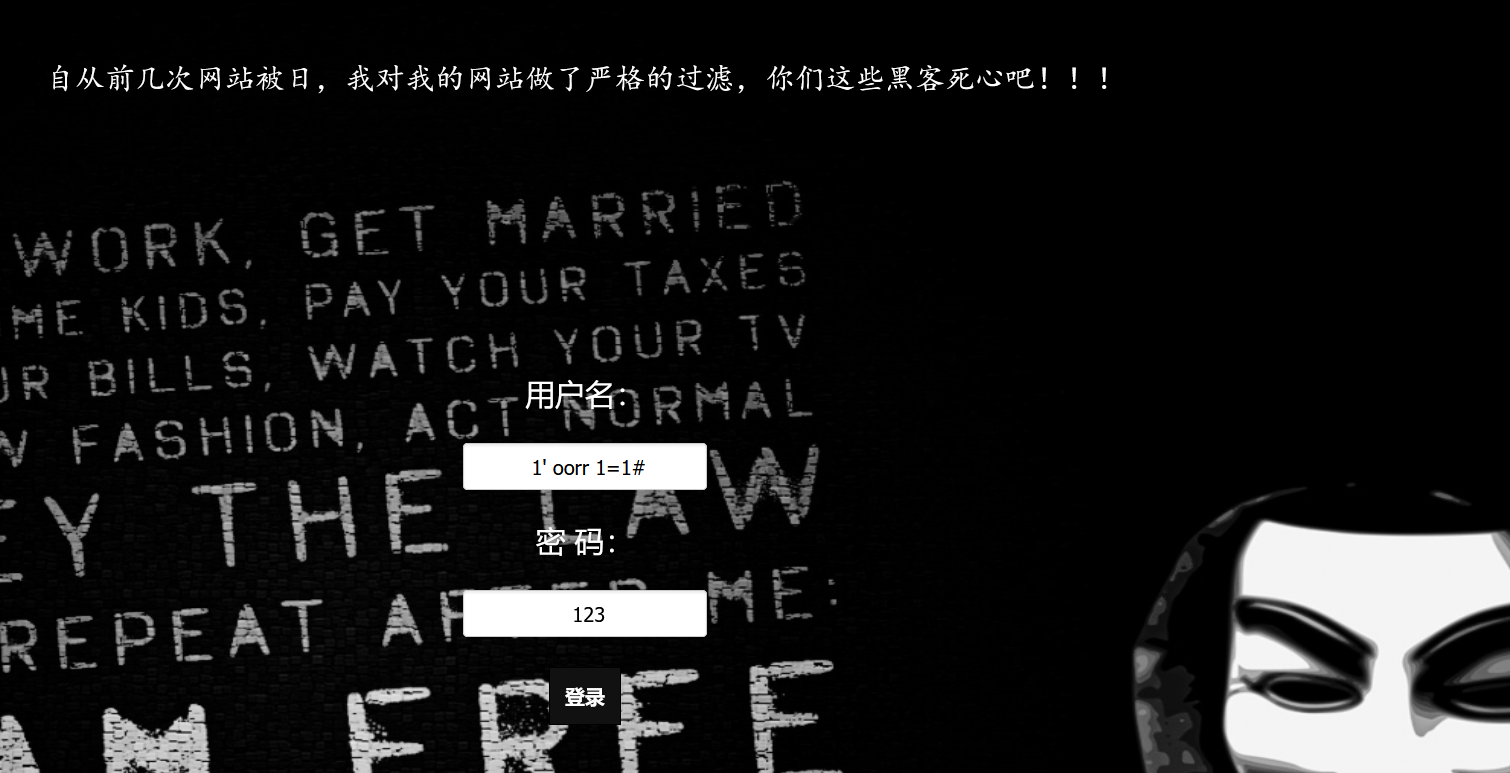 自从前几次网站被日，我对我的网站做了严格的过滤，你们这些黑客死心吧！！！
WORK, GET MARRIED
ME KIDS, PAY YOUR TAXES
UR BILLS, WATCH YOUR TV
W FASHION, ACT NORMAL
EY THE LAW
REPEAT AFTER ME:
AM FREE
用户名：
1' oorr 1=1#
密 码：
123
登录